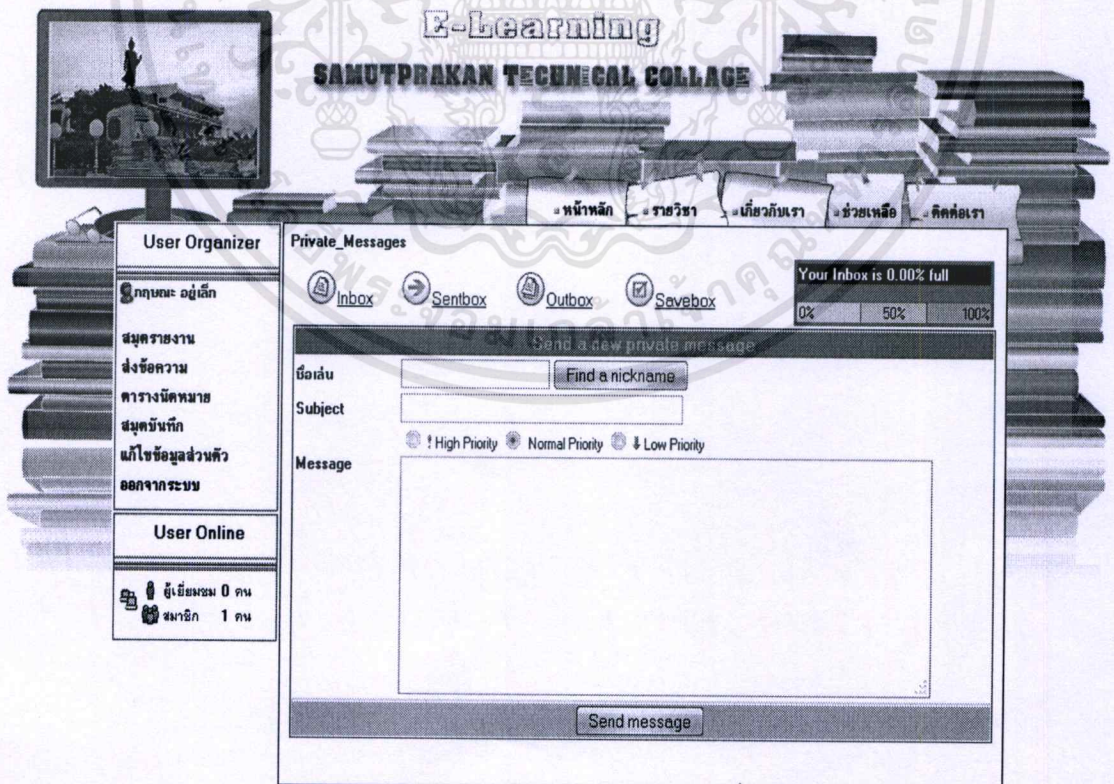 E-Learning
SAMUTPRAKAN TECHNICAL COLLAGE
หน้าหลัก รายวิชา เกี่ยวกับเรา ช่วยเหลือ ติดต่อเรา
User Organizer
กฤษณะ อยู่เล็ก
สมุดรายงาน
ส่งข้อความ
ตารางนัดหมาย
สมุดบันทึก
แก้ไขข้อมูลส่วนตัว
ออกจากระบบ
User Online
ผู้เยี่ยมชม 0 คน
สมาชิก 1 คน
Private_Messages
Inbox Sentbox Outbox Savebox
Your Inbox is 0.00% full
0% 50% 100%
Send a new private message
ชื่อเล่น Find a nickname
Subject
! High Priority Normal Priority Low Priority
Message
Send message